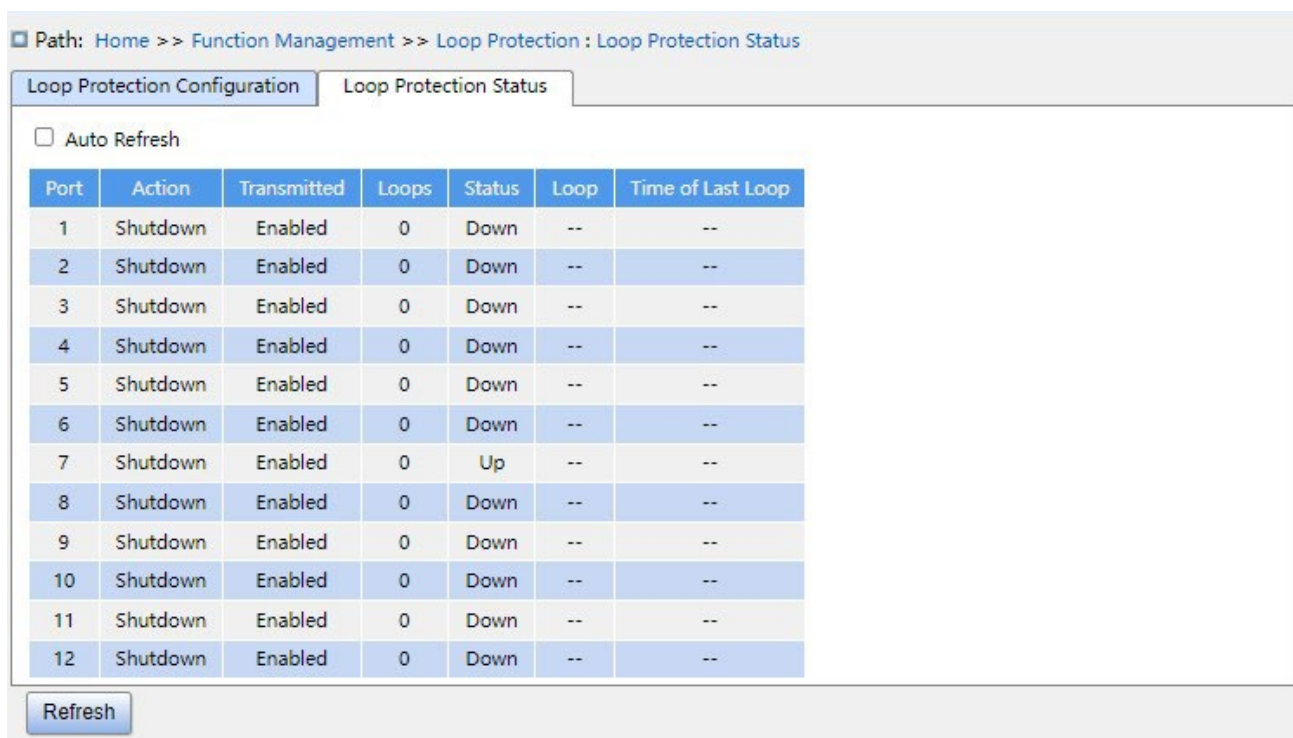 Path: Home >> Function Management >> Loop Protection : Loop Protection Status
Loop Protection Configuration Loop Protection Status
Auto Refresh
Port Action Transmitted Loops Status Loop Time of Last Loop
1 Shutdown Enabled 0 Down -- --
2 Shutdown Enabled 0 Down -- --
3 Shutdown Enabled 0 Down -- --
4 Shutdown Enabled 0 Down -- --
5 Shutdown Enabled 0 Down -- --
6 Shutdown Enabled 0 Down -- --
7 Shutdown Enabled 0 Up -- --
8 Shutdown Enabled 0 Down -- --
9 Shutdown Enabled 0 Down -- --
10 Shutdown Enabled 0 Down -- --
11 Shutdown Enabled 0 Down -- --
12 Shutdown Enabled 0 Down -- --
Refresh